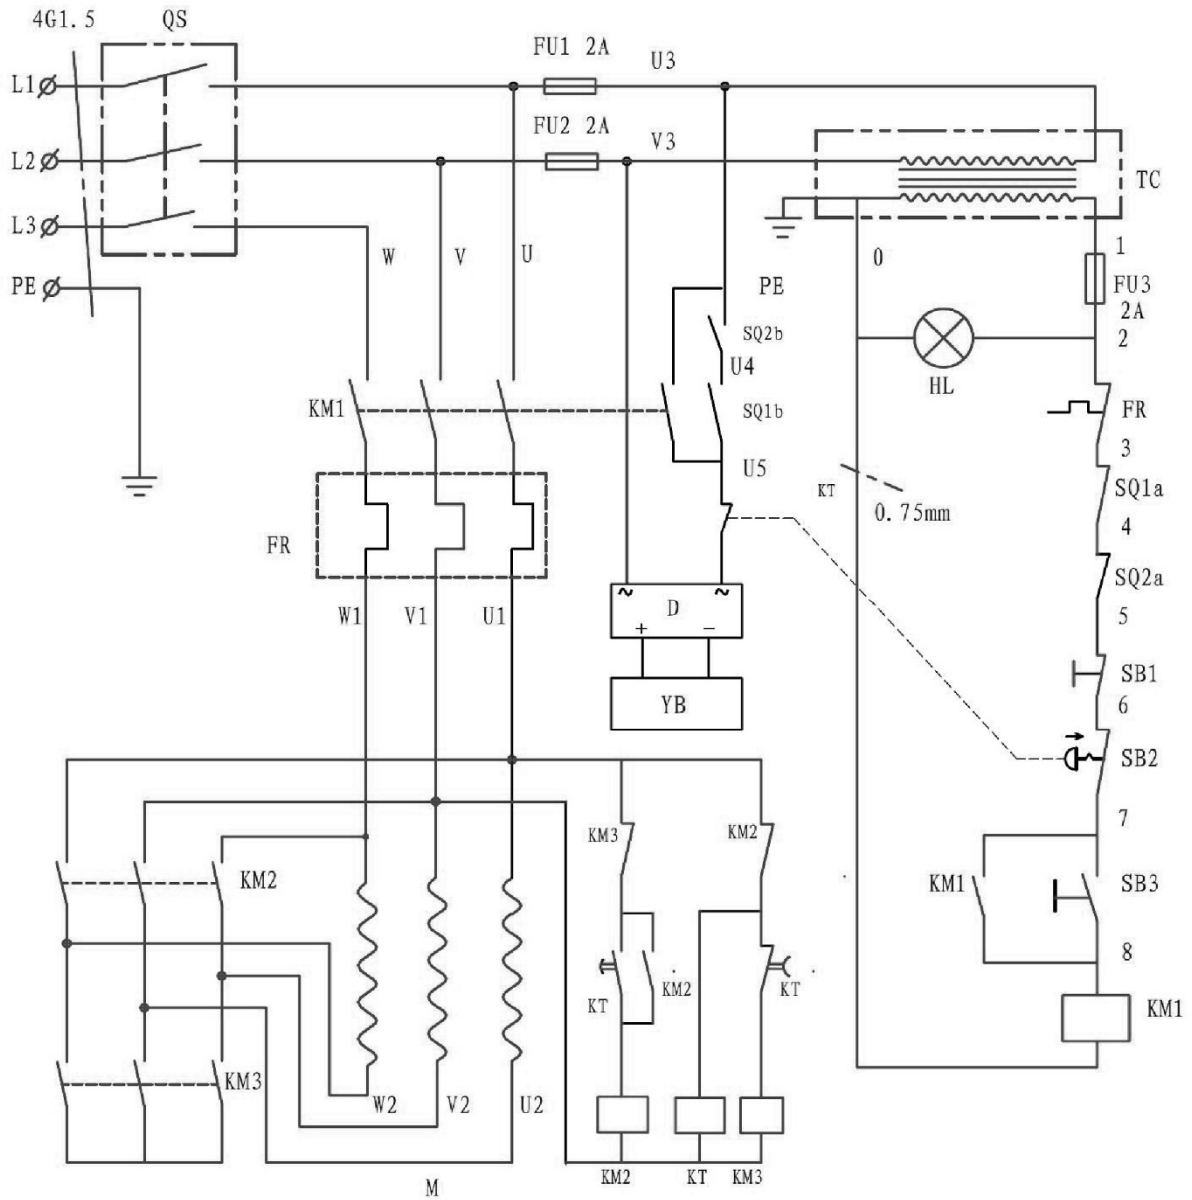 4G1.5
QS
FU1 2A
U3
L1
FU2 2A
V3
L2
TC
L3
W
V
U
0
1
PE
PE
FU3
2A
SQ2b
2
U4
HL
KM1
SQ1b
FR
3
U5
KT
SQ1a
0.75mm
4
FR
SQ2a
~
~
D
W1
V1
U1
5
+
−
SB1
YB
6
SB2
7
KM3
KM2
KM2
KM1
SB3
8
KT
KM2
KT
KM1
KM3
W2
V2
U2
KM2
KT
KM3
M